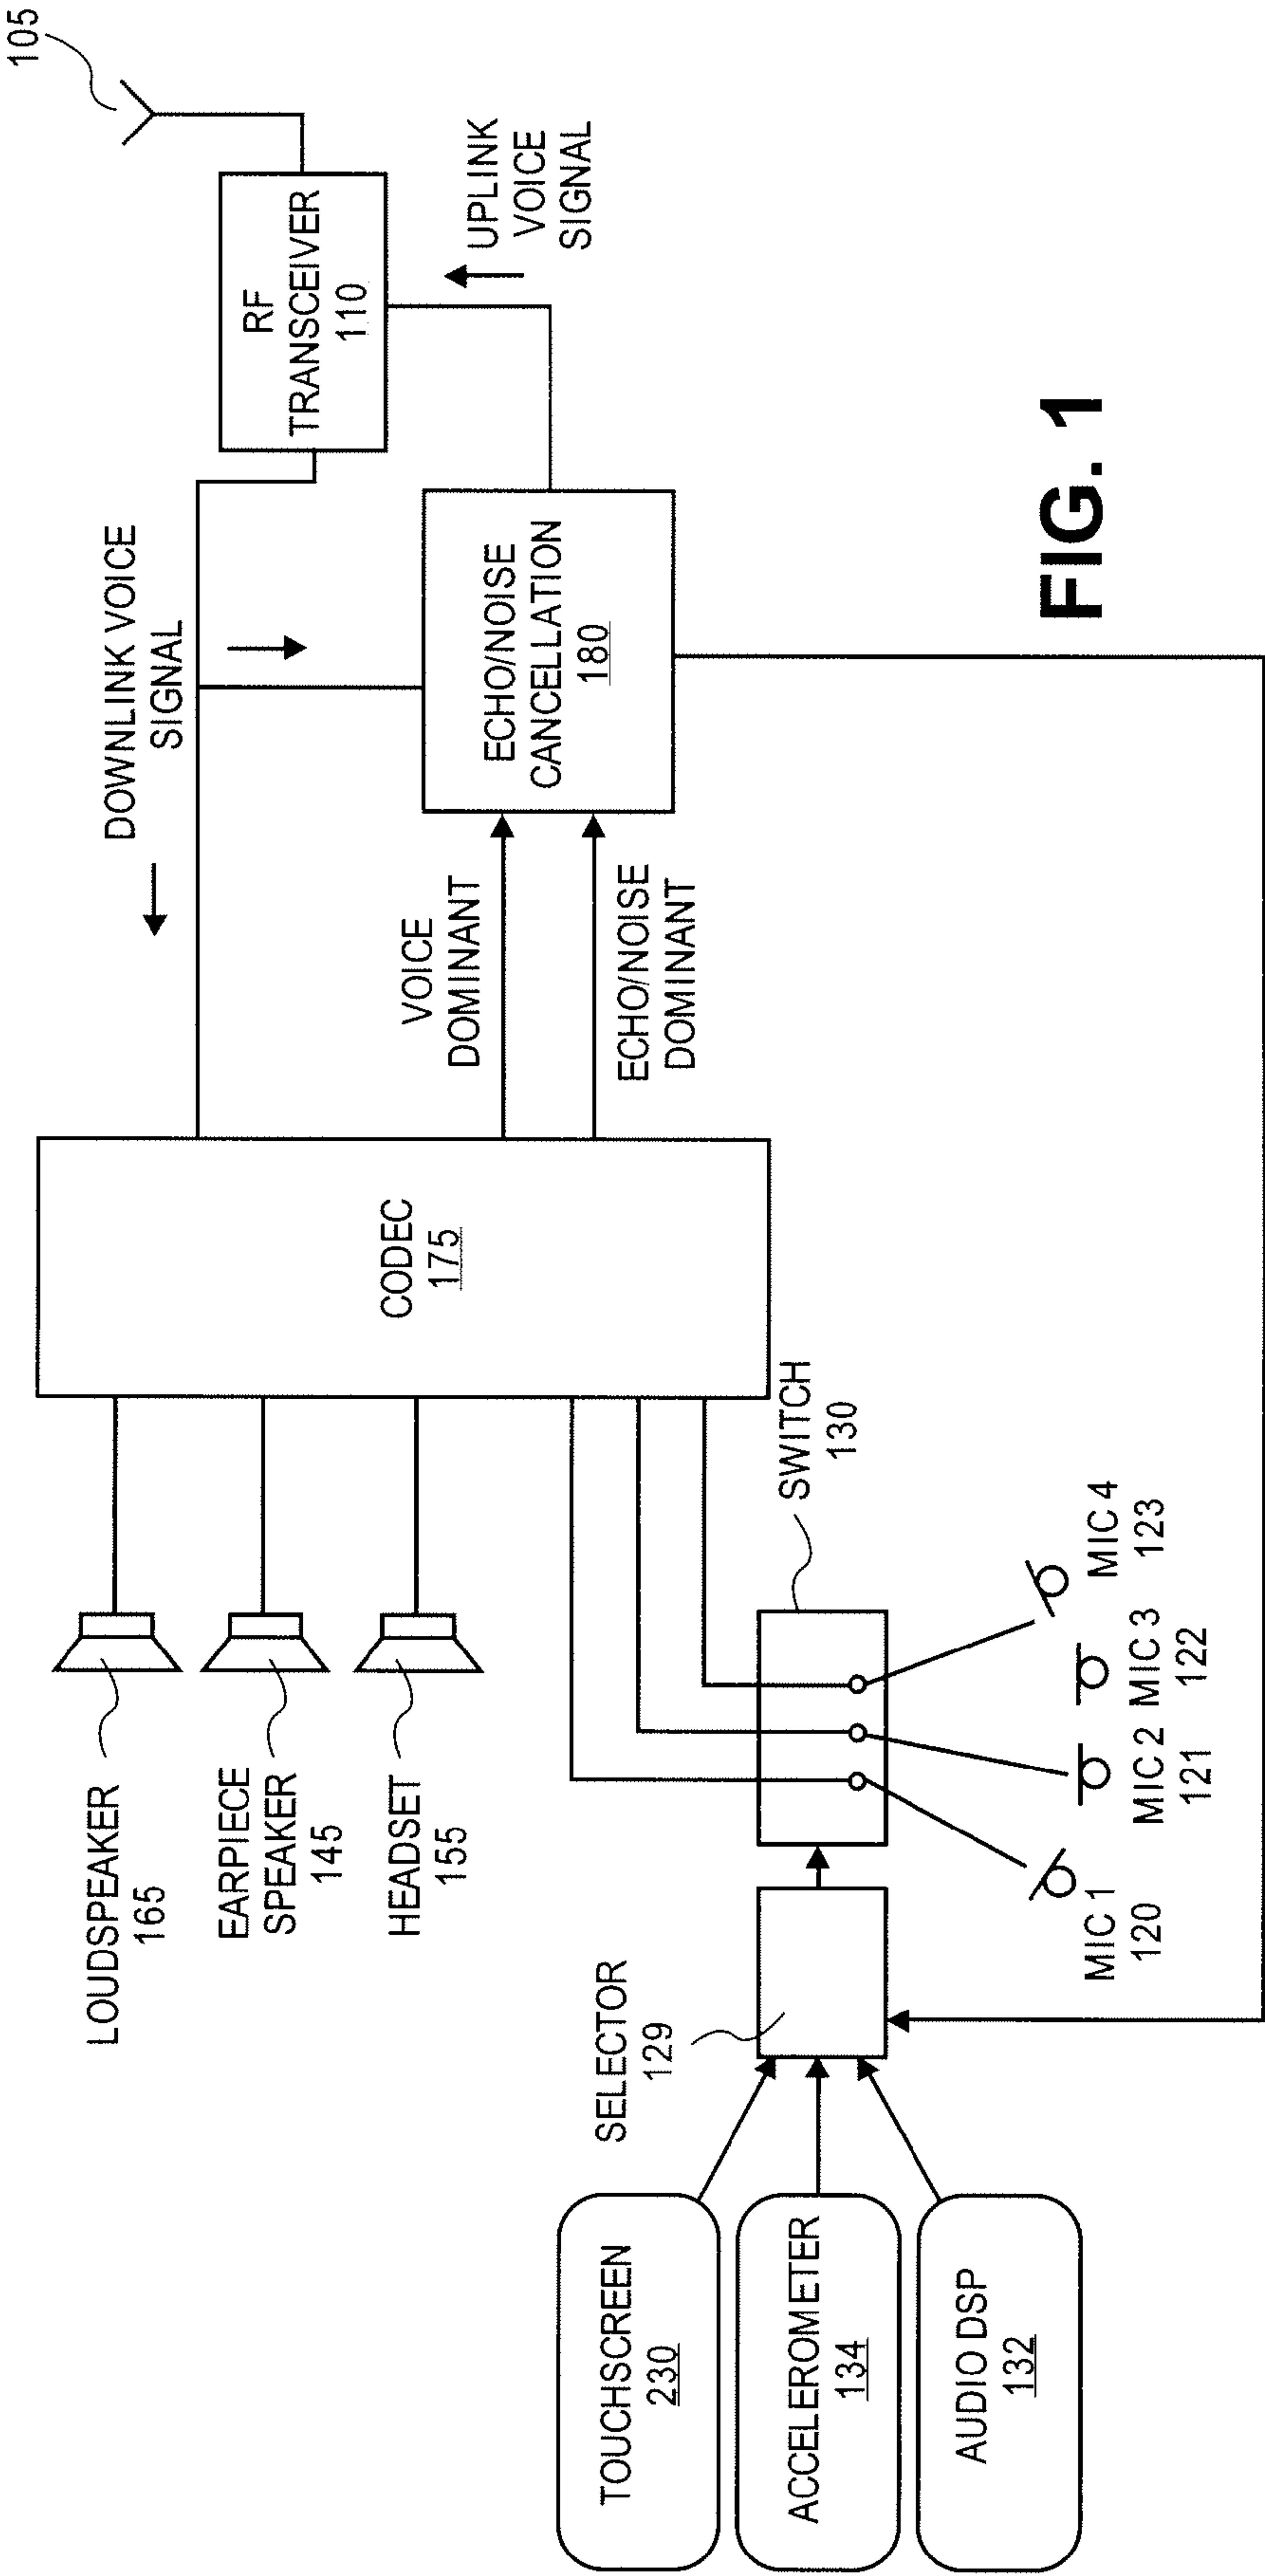 LOUDSPEAKER
165
EARPIECE
SPEAKER
145
HEADSET
155
CODEC
175
DOWNLINK VOICE
SIGNAL
RF
TRANSCEIVER
110
105
UPLINK
VOICE
SIGNAL
VOICE
DOMINANT
ECHO/NOISE
DOMINANT
ECHO/NOISE
CANCELLATION
180
TOUCHSCREEN
230
ACCELEROMETER
134
AUDIO DSP
132
SELECTOR
129
SWITCH
130
MIC 1
120
MIC 2
121
MIC 3
122
MIC 4
123
FIG. 1